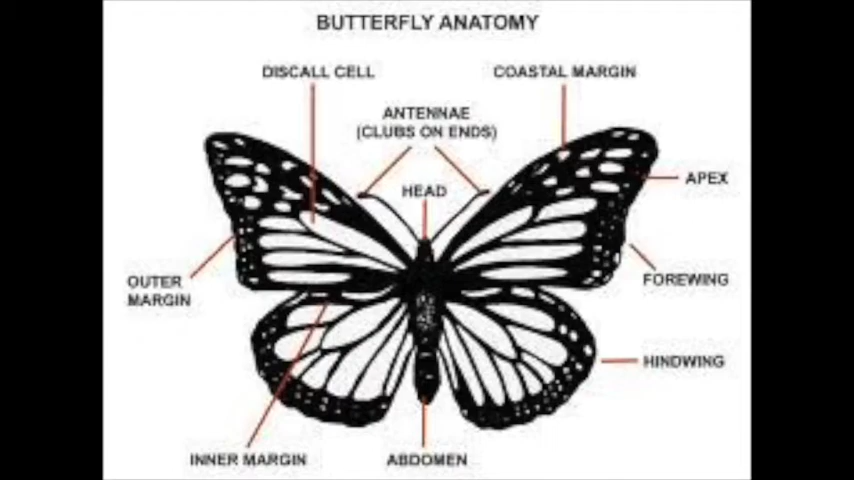 BUTTERFLY ANATOMY
DISCALL CELL
COASTAL MARGIN
ANTENNAE
(CLUBS ON ENDS)
APEX
HEAD
OUTER
MARGIN
FOREWING
HINDWING
INNER MARGIN
ABDOMEN